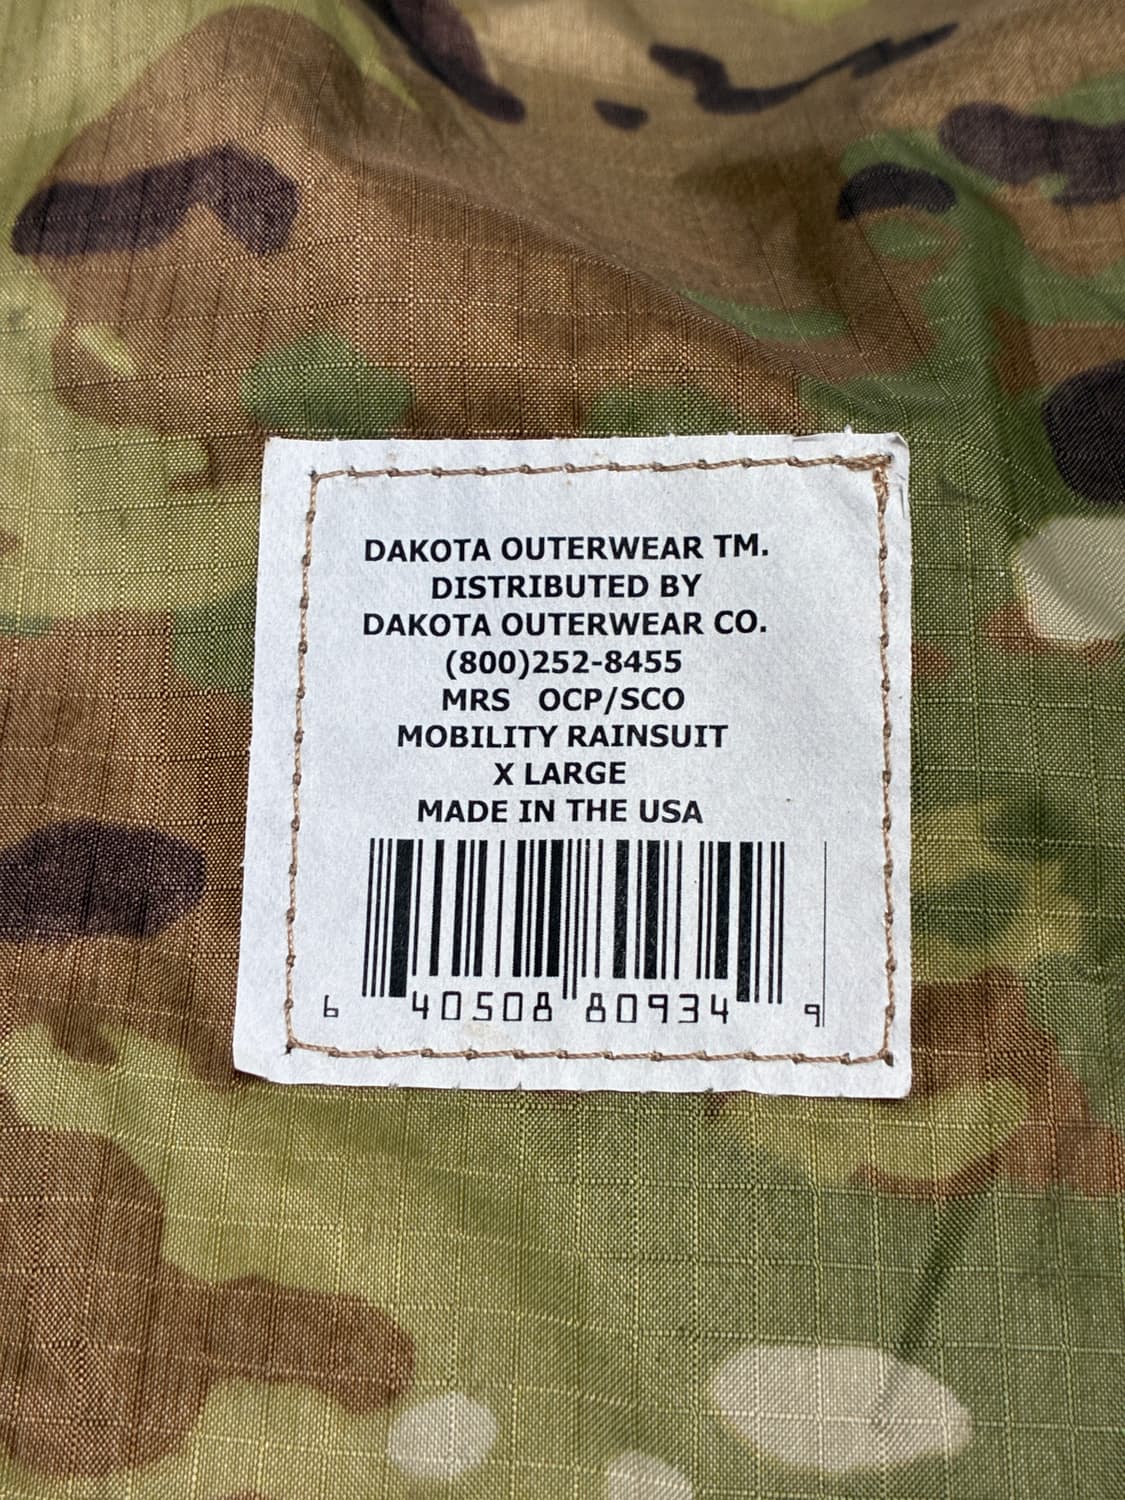 DAKOTA OUTERWEAR TM.
DISTRIBUTED BY
DAKOTA OUTERWEAR CO.
(800)252-8455
MRS OCP/SCO
MOBILITY RAINSUIT
X LARGE
MADE IN THE USA
6 40508 80934 9